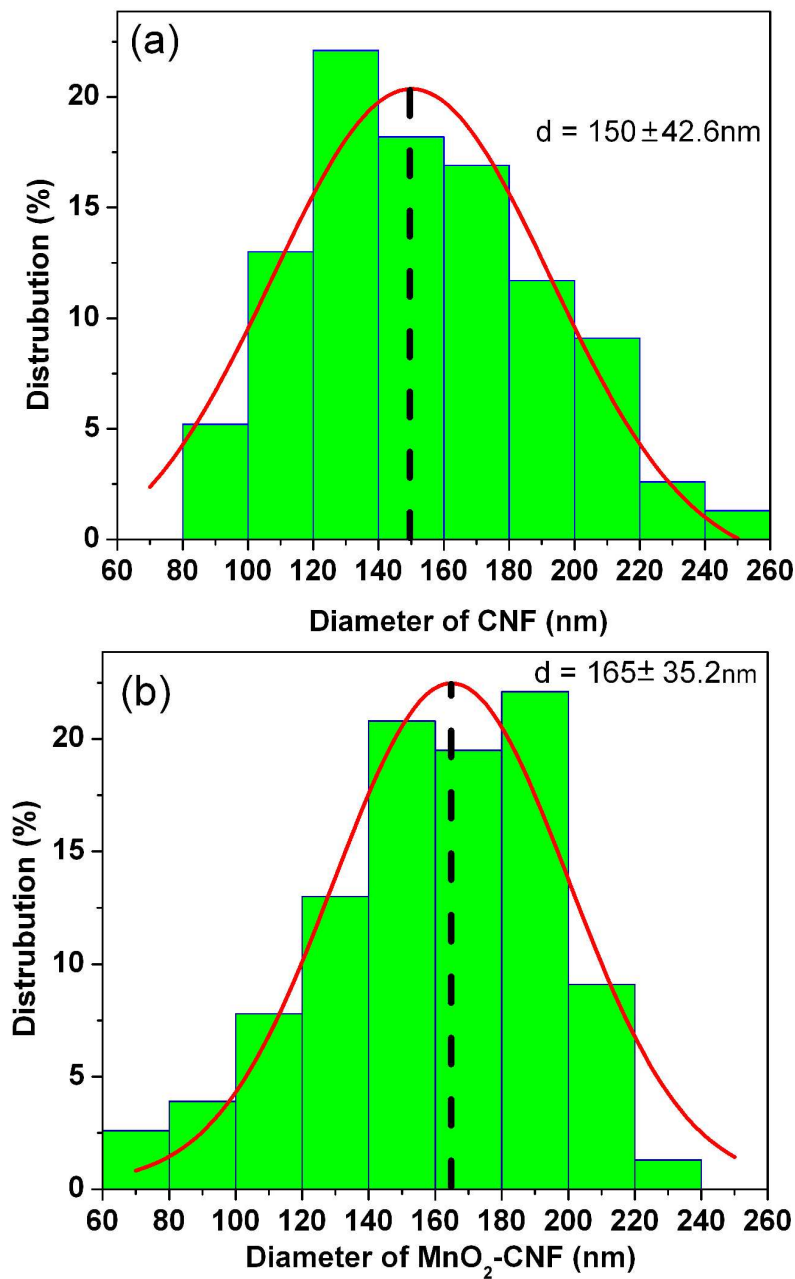 (a)
d = 150±42.6nm
Distrubution (%)
20
15
10
5
0
60 80 100 120 140 160 180 200 220 240 260
Diameter of CNF (nm)
(b)
d = 165± 35.2nm
Distrubution (%)
20
15
10
5
0
60 80 100 120 140 160 180 200 220 240 260
Diameter of MnO₂-CNF (nm)